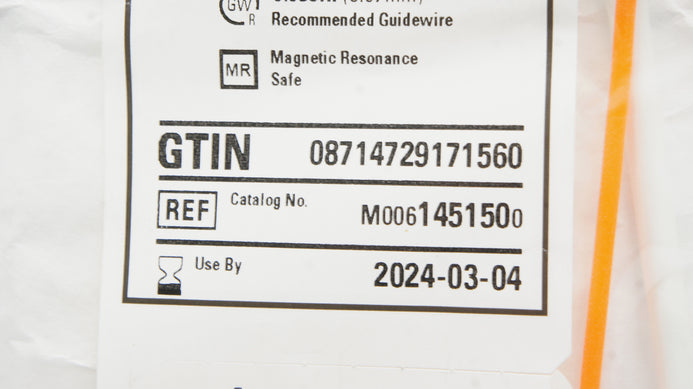 GW
R
Recommended Guidewire
MR
Magnetic Resonance
Safe
GTIN 08714729171560
REF Catalog No. M0061451500
Use By 2024-03-04